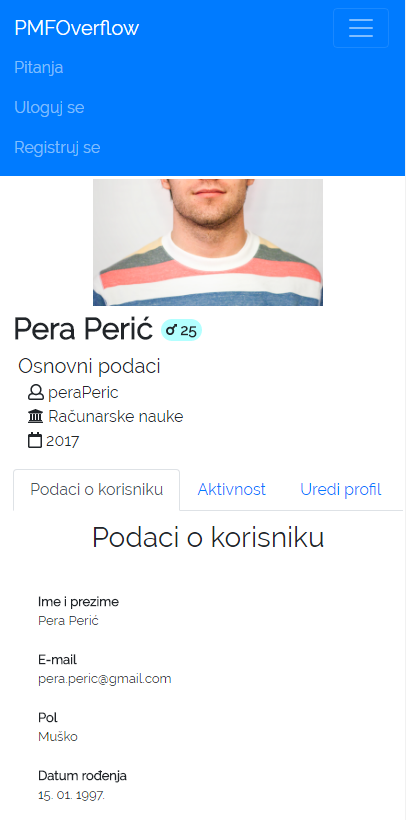 PMFOverflow
Pitanja
Uloguj se
Registruj se
Pera Perić 25
Osnovni podaci
peraPeric
Računarske nauke
2017
Podaci o korisniku Aktivnost Uredi profil
Podaci o korisniku
Ime i prezime
Pera Perić
E-mail
pera.peric@gmail.com
Pol
Muško
Datum rođenja
15. 01. 1997.